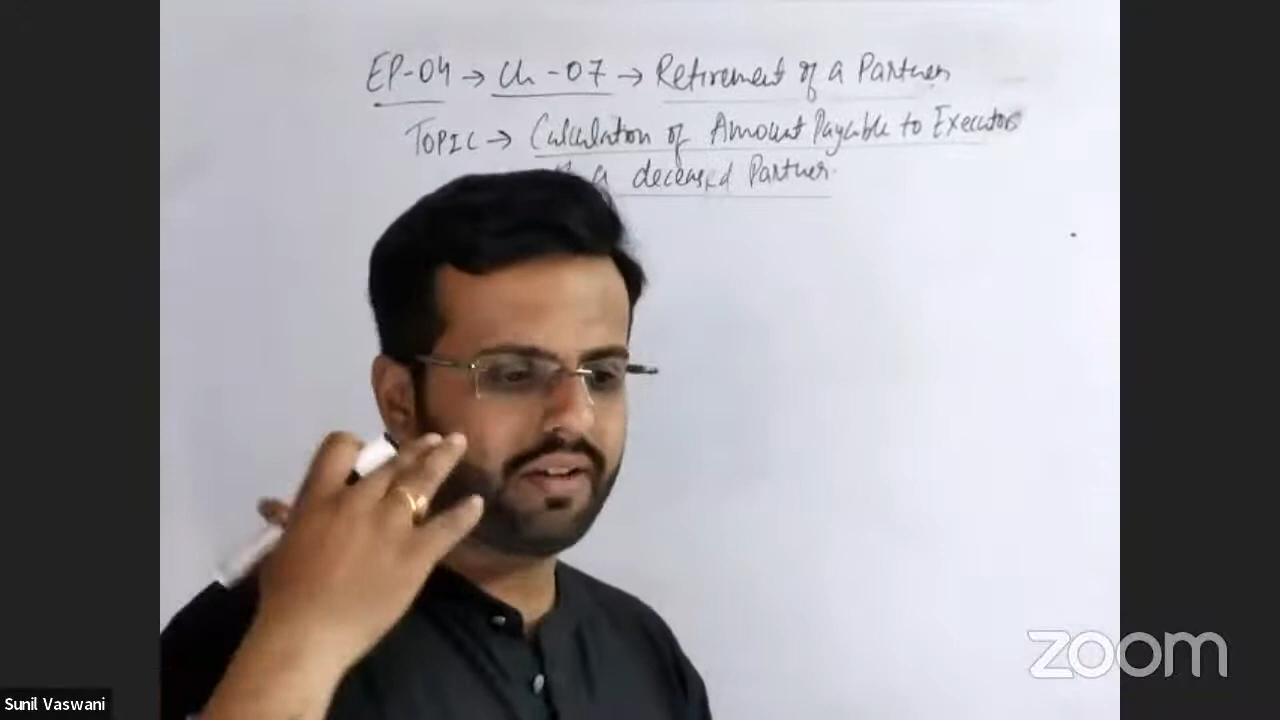 EP-04 → Ch-07 → Retirement of a Partner
TOPIC → Calculation of Amount Payable to Executors
a deceased Partner.
zoom
Sunil Vaswani